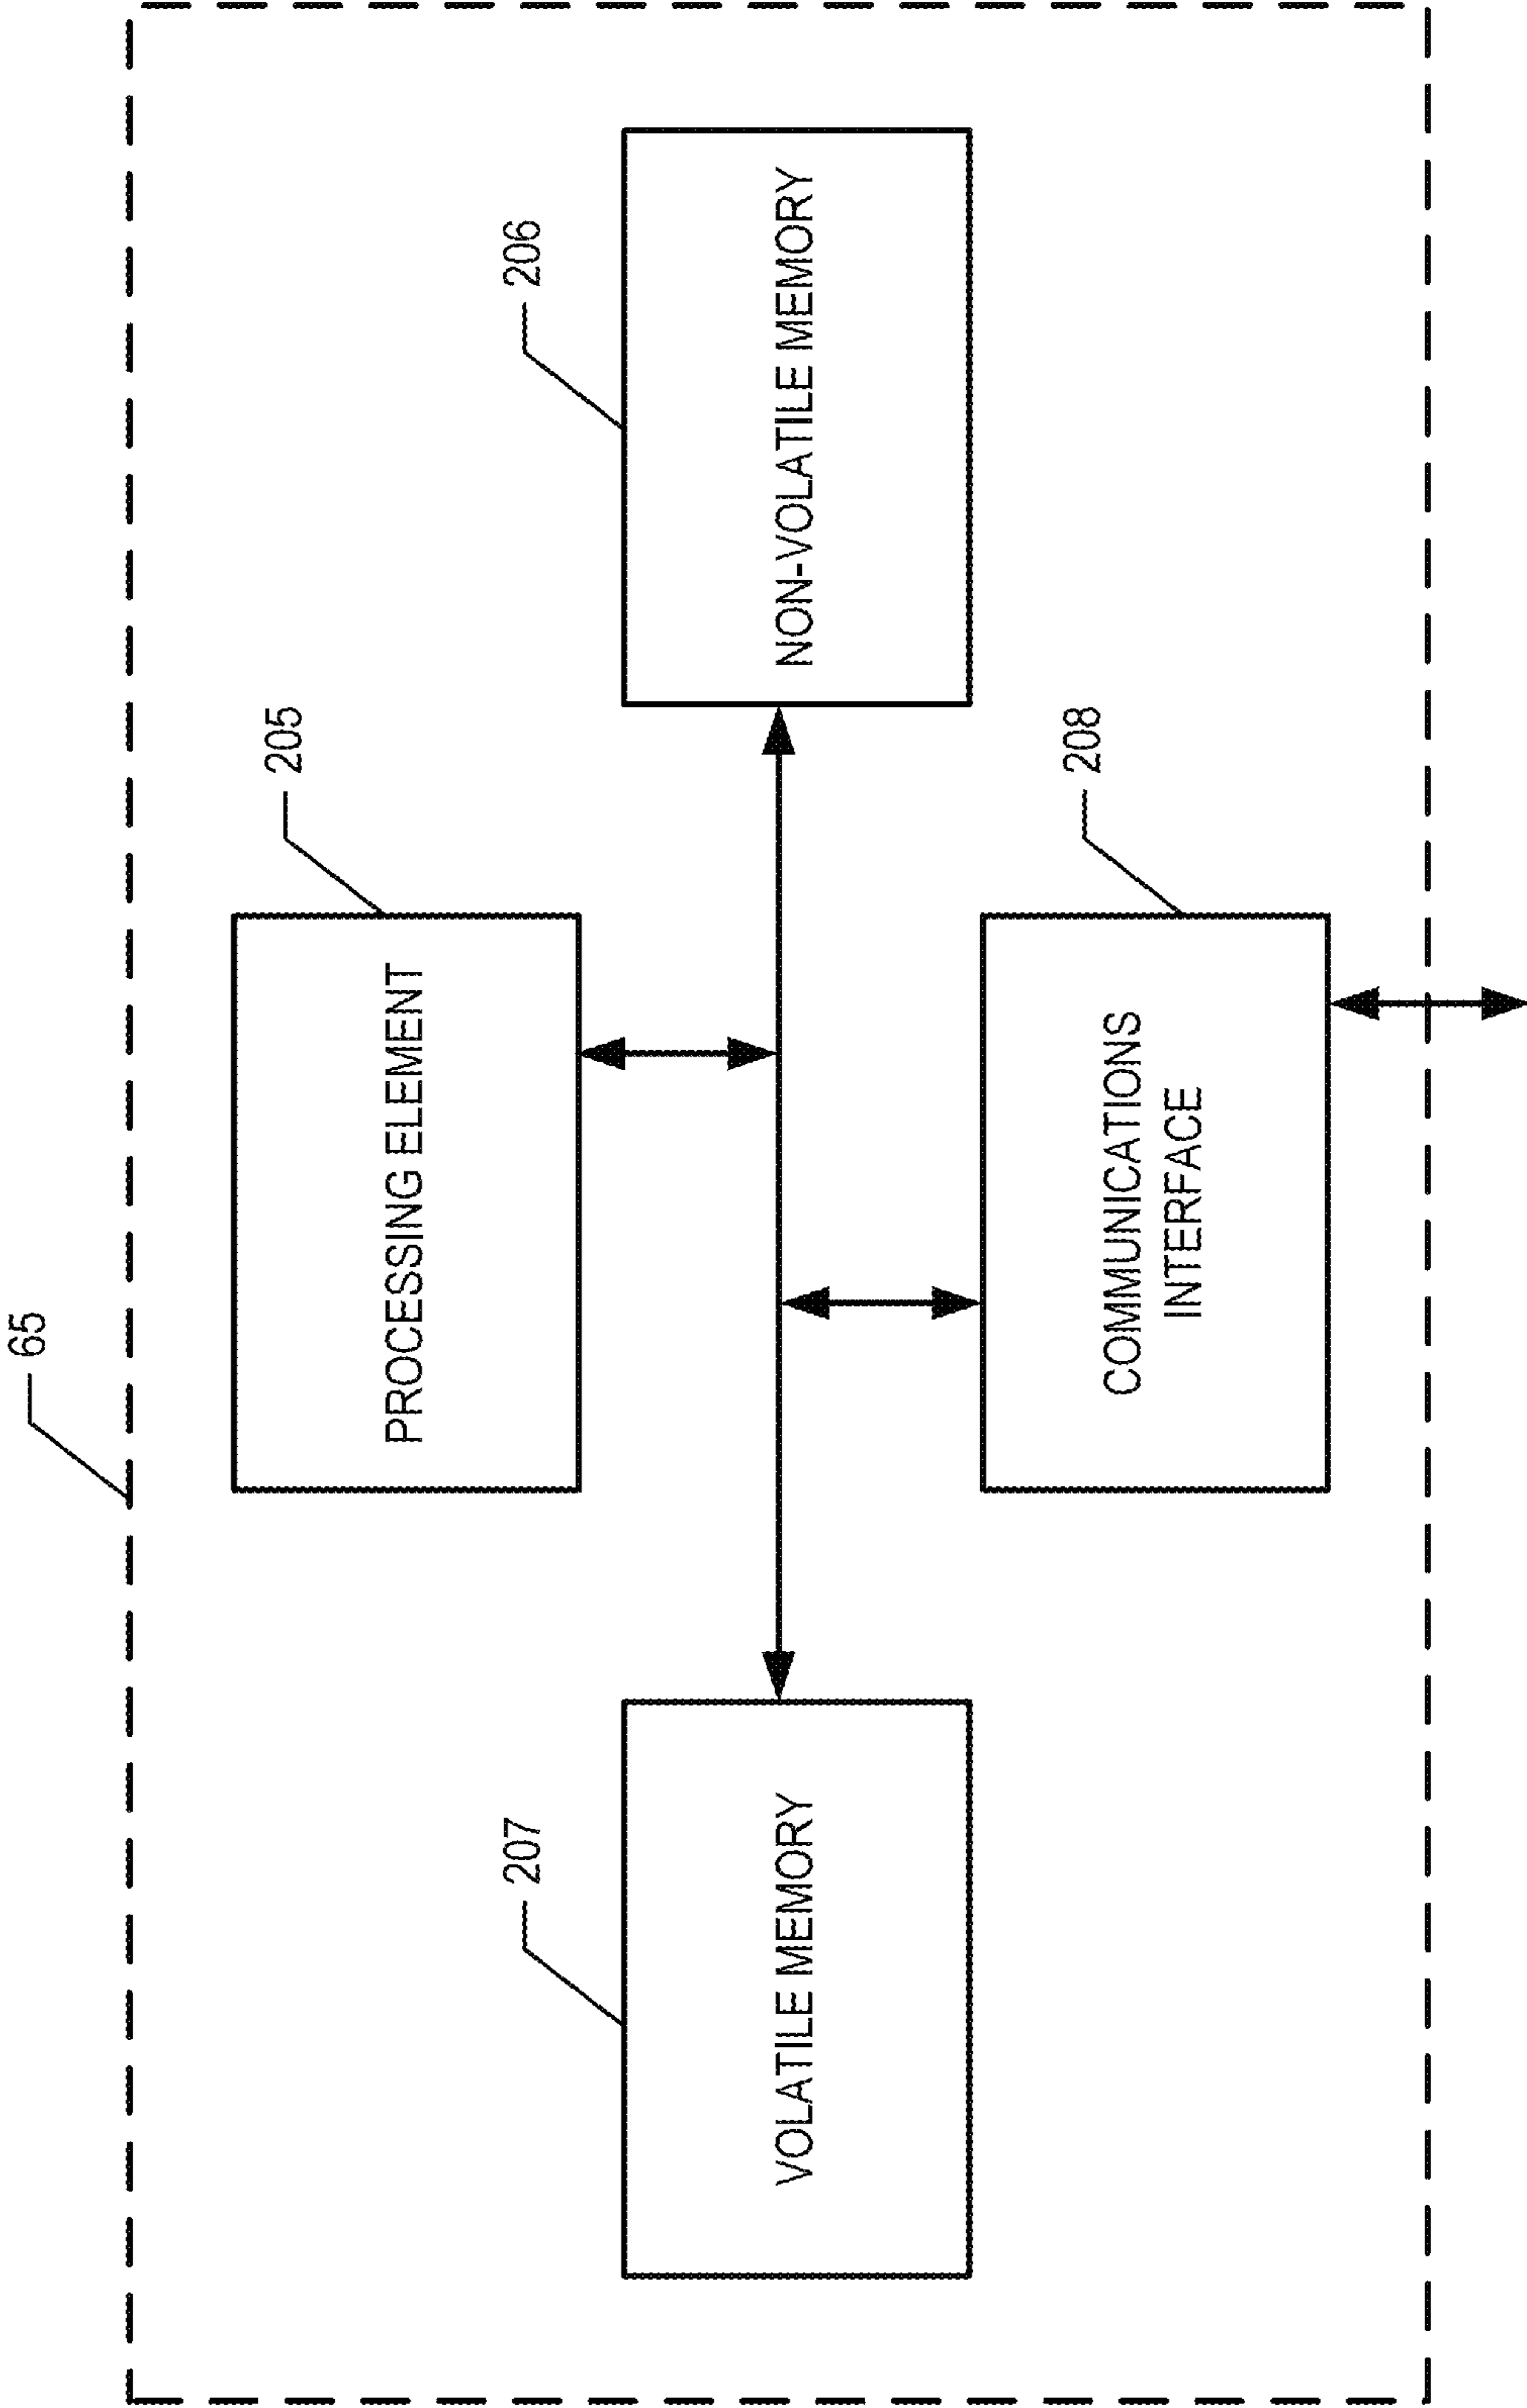 65
205
PROCESSING ELEMENT
207
206
VOLATILE MEMORY
NON-VOLATILE MEMORY
208
COMMUNICATIONS
INTERFACE